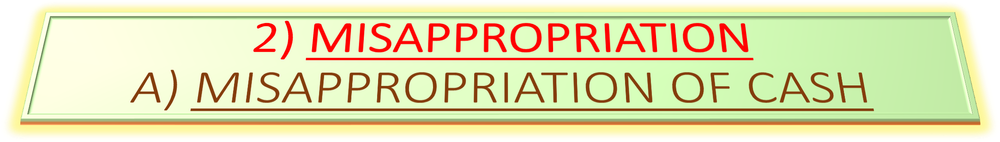 2) MISAPPROPRIATION
A) MISAPPROPRIATION OF CASH